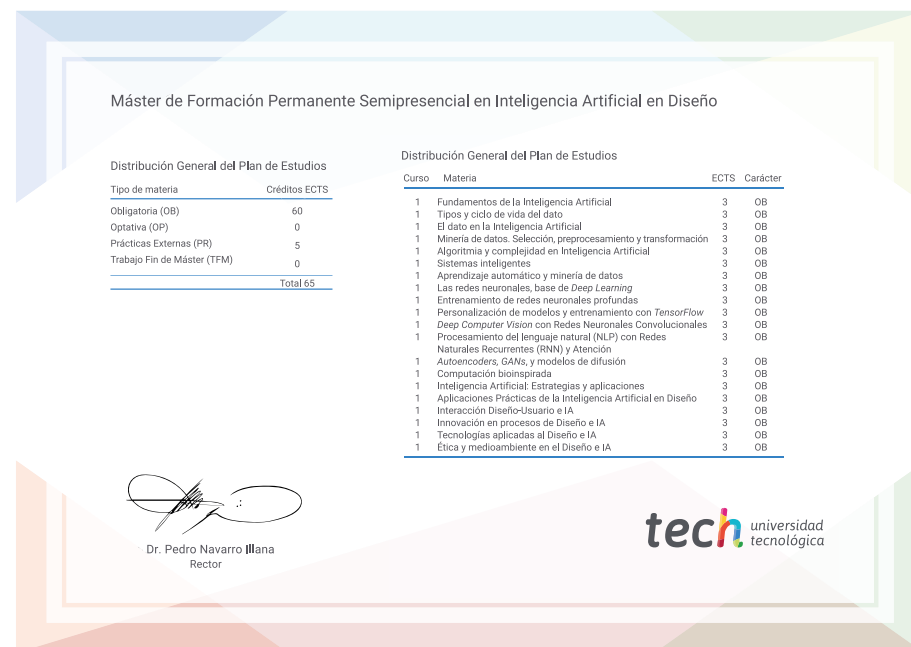 Máster de Formación Permanente Semipresencial en Inteligencia Artificial en Diseño
Distribución General del Plan de Estudios
Tipo de materia Créditos ECTS
Obligatoria (OB) 60
Optativa (OP) 0
Prácticas Externas (PR) 5
Trabajo Fin de Máster (TFM) 0
Total 65
Distribución General del Plan de Estudios
Curso Materia ECTS Carácter
1 Fundamentos de la Inteligencia Artificial 3 OB
1 Tipos y ciclo de vida del dato 3 OB
1 El dato en la Inteligencia Artificial 3 OB
1 Minería de datos. Selección, preprocesamiento y transformación 3 OB
1 Algoritmia y complejidad en Inteligencia Artificial 3 OB
1 Sistemas inteligentes 3 OB
1 Aprendizaje automático y minería de datos 3 OB
1 Las redes neuronales, base de Deep Learning 3 OB
1 Entrenamiento de redes neuronales profundas 3 OB
1 Personalización de modelos y entrenamiento con TensorFlow 3 OB
1 Deep Computer Vision con Redes Neuronales Convolucionales 3 OB
1 Procesamiento del lenguaje natural (NLP) con Redes 3 OB
Naturales Recurrentes (RNN) y Atención
1 Autoencoders, GANs, y modelos de difusión 3 OB
1 Computación bioinspirada 3 OB
1 Inteligencia Artificial: Estrategias y aplicaciones 3 OB
1 Aplicaciones Prácticas de la Inteligencia Artificial en Diseño 3 OB
1 Interacción Diseño-Usuario e IA 3 OB
1 Innovación en procesos de Diseño e IA 3 OB
1 Tecnologías aplicadas al Diseño e IA 3 OB
1 Ética y medioambiente en el Diseño e IA 3 OB
Dr. Pedro Navarro Illana
Rector
tech universidad
tecnológica